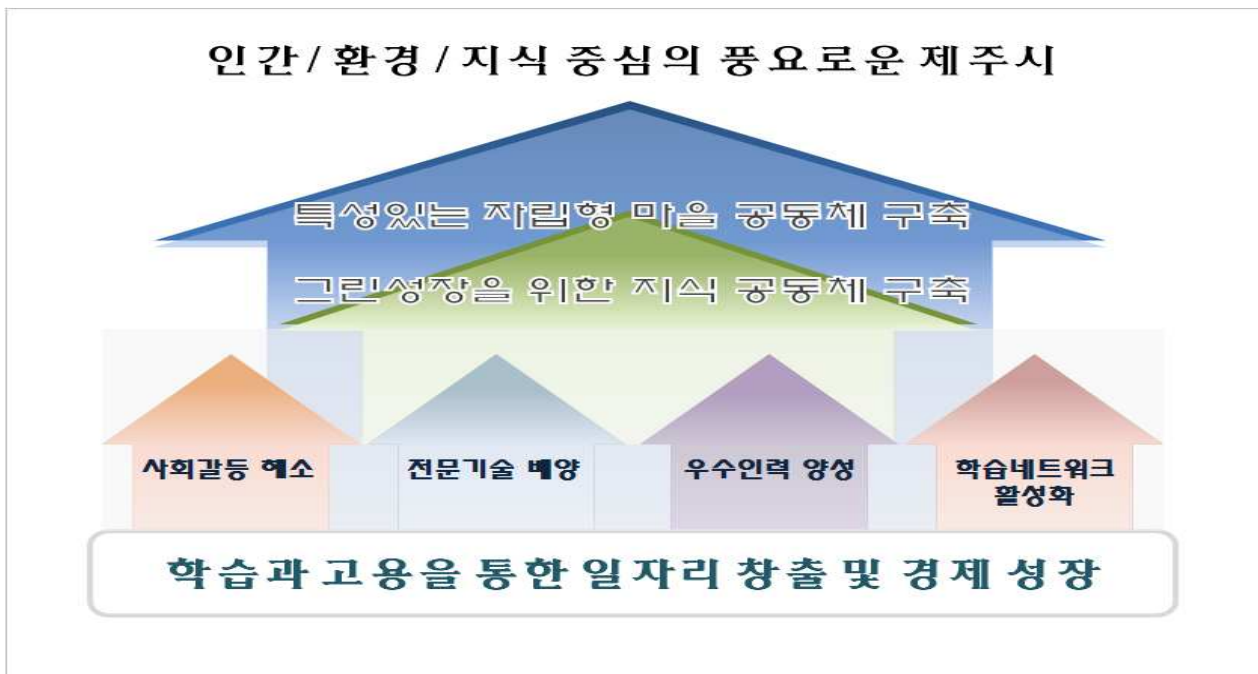 인간/환경/지식 중심의 풍요로운 제주시
특성있는 자립형 마을 공동체 구축
그린성장을 위한 지식 공동체 구축
사회갈등 해소
전문기술 배양
우수인력 양성
학습네트워크
활성화
학습과 고용을 통한 일자리 창출 및 경제 성장